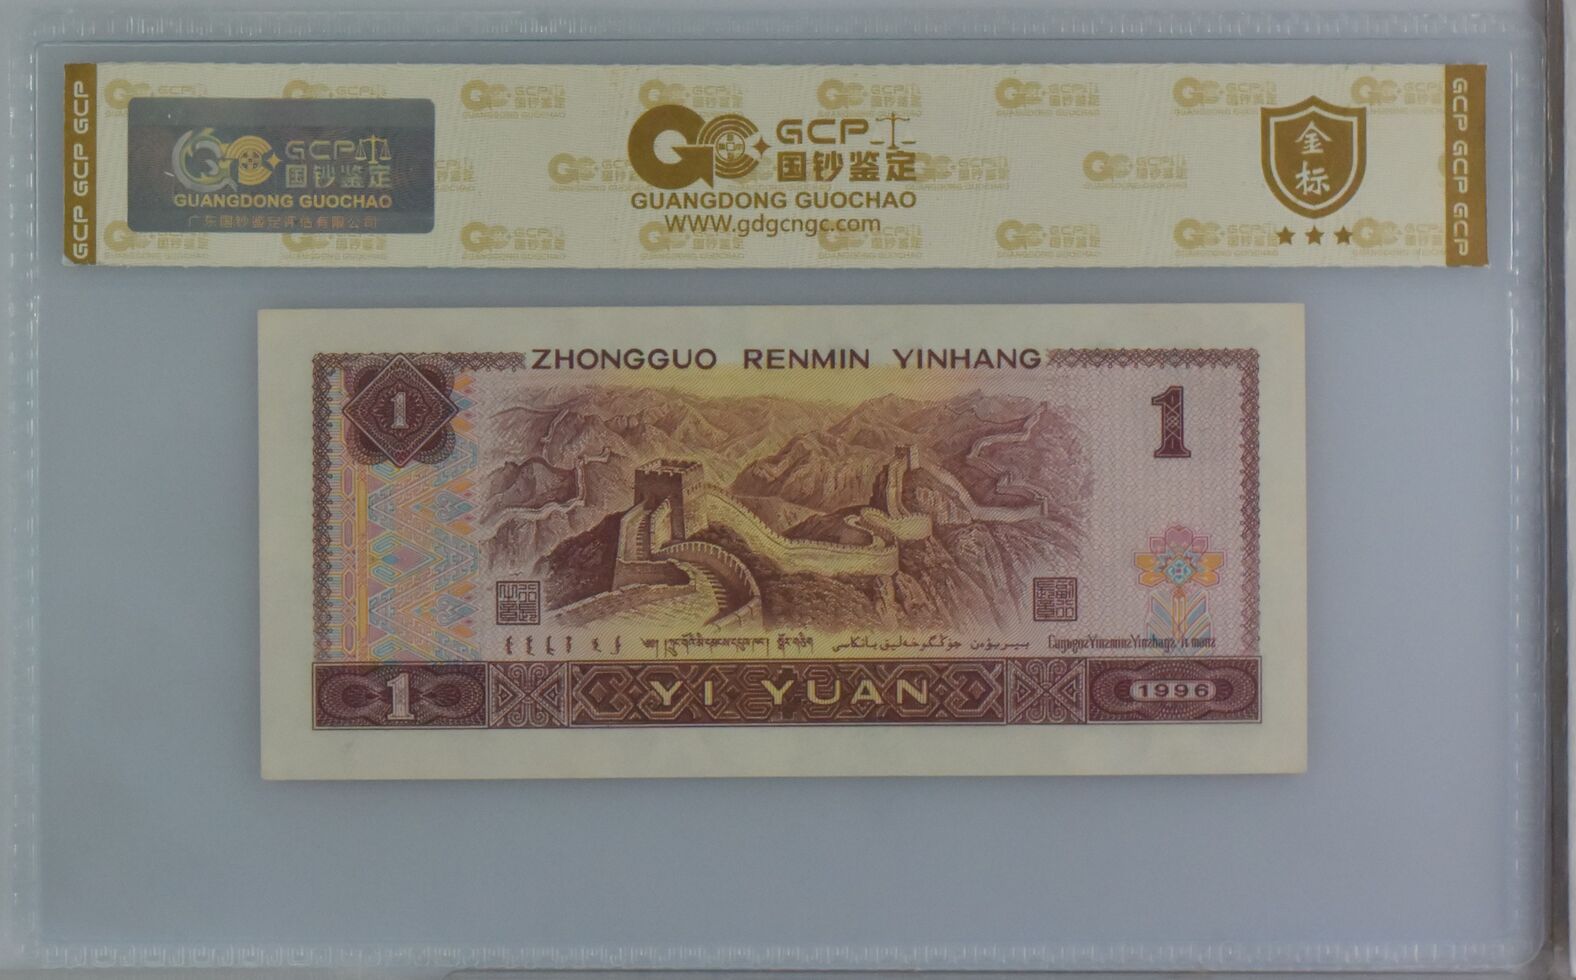 GCP GCP GCP
GCP
国钞鉴定
GUANGDONG GUOCHAO
广东国钞鉴定评估有限公司
GCP
国钞鉴定
GUANGDONG GUOCHAO
WWW.gdgcngc.com
金标
GCP GCP GCP
ZHONGGUO RENMIN YINHANG
1
1
1 YI YUAN 1996